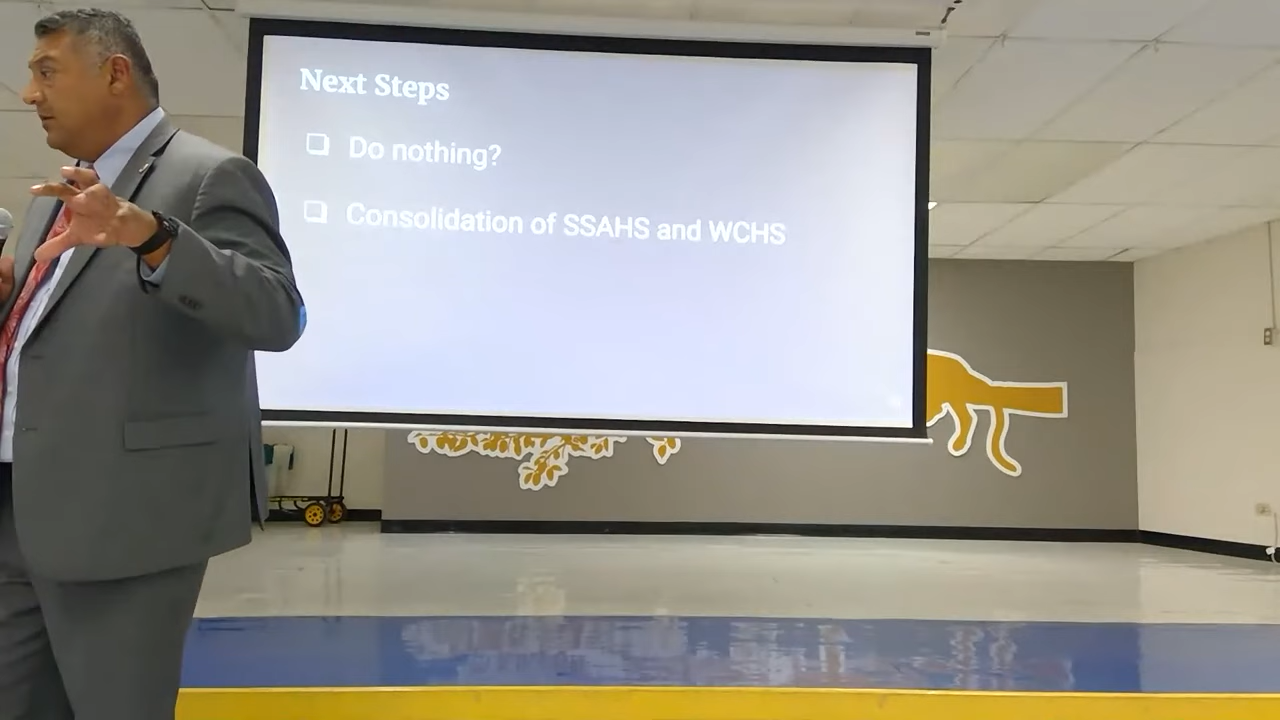 Next Steps
❑ Do nothing?
❑ Consolidation of SSAHS and WCHS